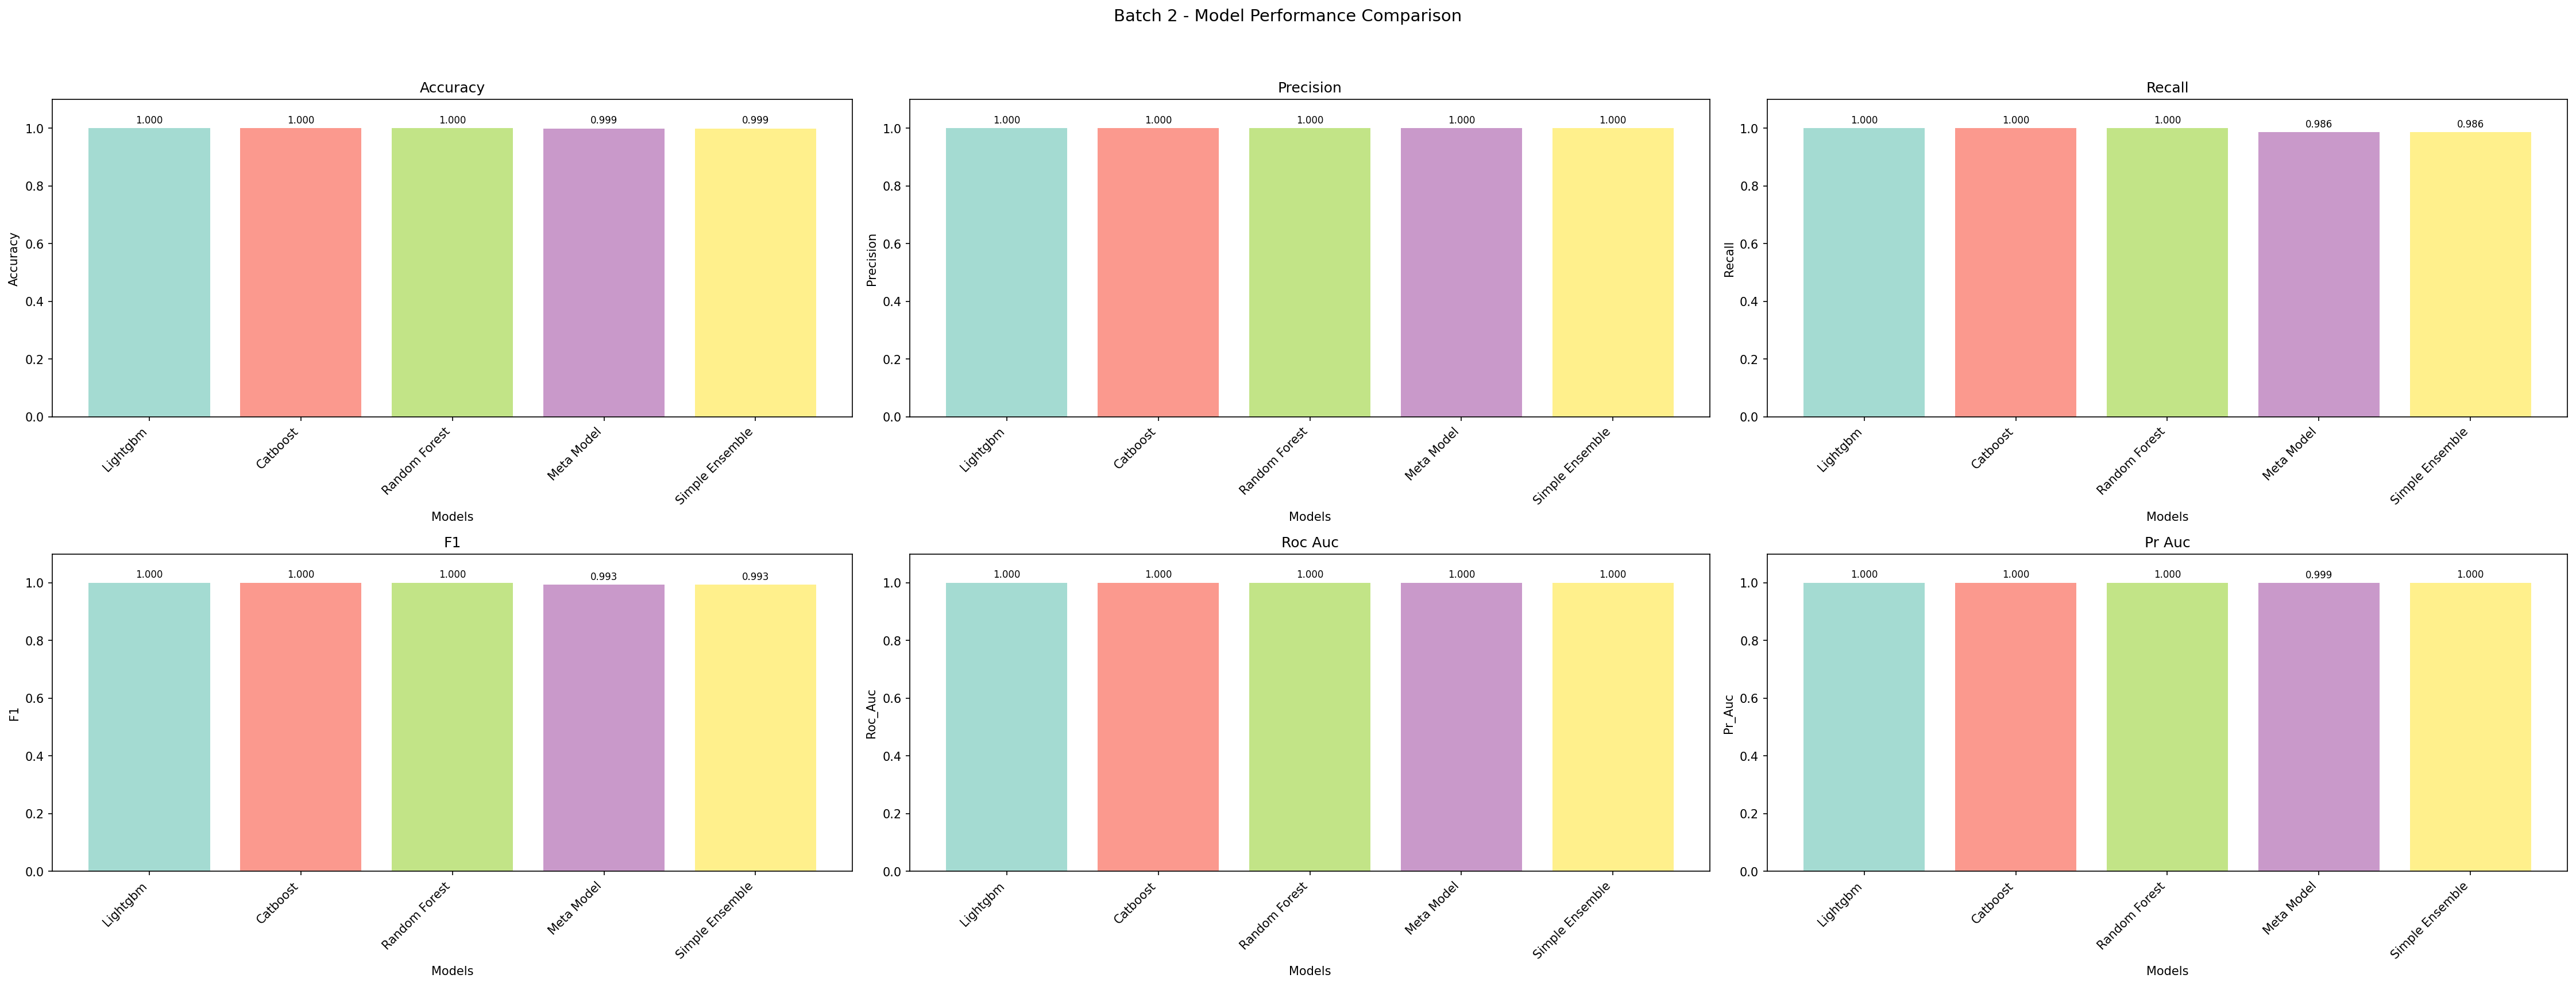 Batch 2 - Model Performance Comparison
Accuracy
1.000 1.000 1.000 0.999 0.999
1.0
0.8
0.6
0.4
0.2
0.0
Accuracy
Lightgbm
Catboost
Random Forest
Meta Model
Simple Ensemble
Models
Precision
1.000 1.000 1.000 1.000 1.000
1.0
0.8
0.6
0.4
0.2
0.0
Precision
Lightgbm
Catboost
Random Forest
Meta Model
Simple Ensemble
Models
Recall
1.000 1.000 1.000 0.986 0.986
1.0
0.8
0.6
0.4
0.2
0.0
Recall
Lightgbm
Catboost
Random Forest
Meta Model
Simple Ensemble
Models
F1
1.000 1.000 1.000 0.993 0.993
1.0
0.8
0.6
0.4
0.2
0.0
F1
Lightgbm
Catboost
Random Forest
Meta Model
Simple Ensemble
Models
Roc Auc
1.000 1.000 1.000 1.000 1.000
1.0
0.8
0.6
0.4
0.2
0.0
Roc_Auc
Lightgbm
Catboost
Random Forest
Meta Model
Simple Ensemble
Models
Pr Auc
1.000 1.000 1.000 0.999 1.000
1.0
0.8
0.6
0.4
0.2
0.0
Pr_Auc
Lightgbm
Catboost
Random Forest
Meta Model
Simple Ensemble
Models